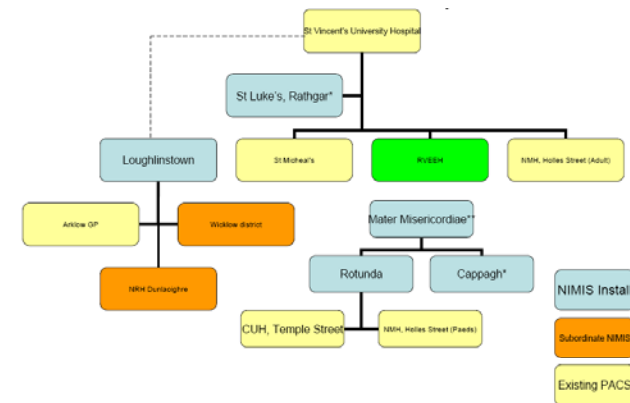 St Vincent's University Hospital
St Luke's, Rathgar*
Loughlinstown
St Micheal's
RVEEH
NMH, Holles Street (Adult)
Arklow GP
Wicklow district
Mater Misericordiae**
NRH Dunlaoighre
Rotunda
Cappagh*
NIMIS Instal
CUH, Temple Street
NMH, Holles Street (Paeds)
Subordinate NIMIS
Existing PACS